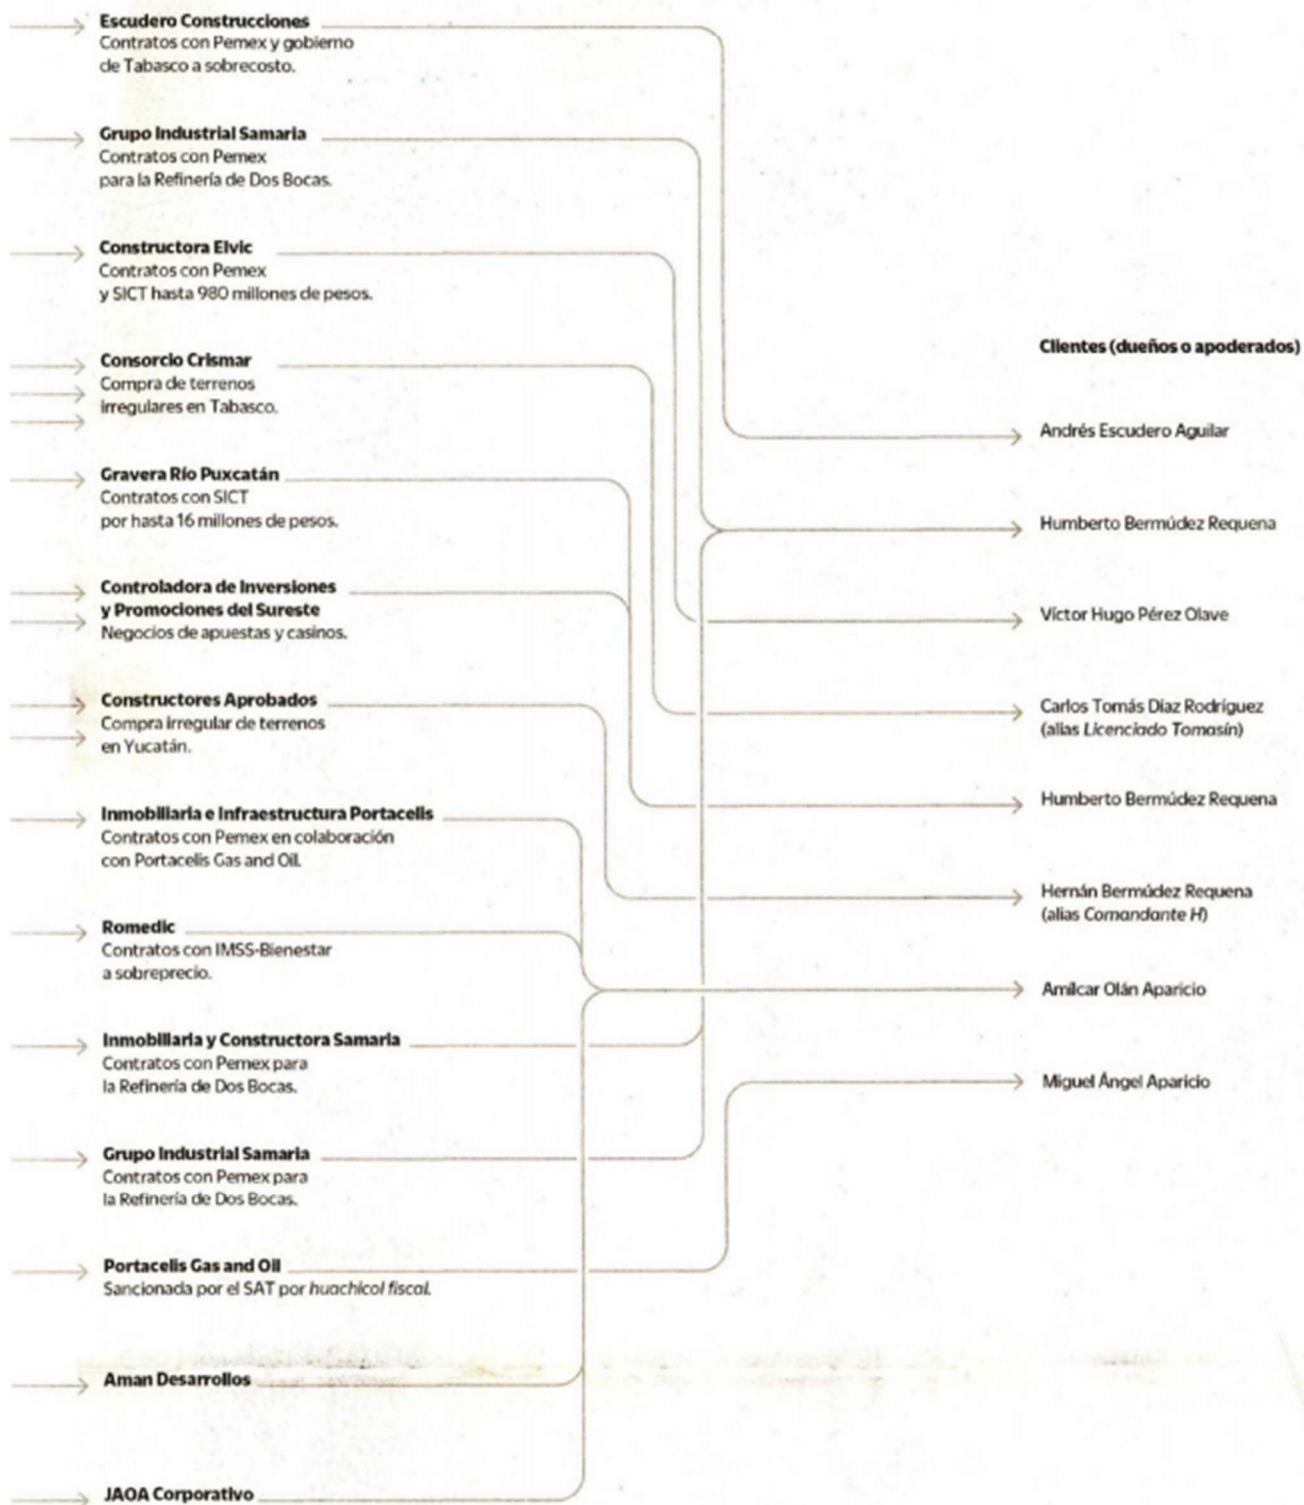 Escudero Construcciones
Contratos con Pemex y gobierno
de Tabasco a sobrecosto.
Grupo Industrial Samaria
Contratos con Pemex
para la Refinería de Dos Bocas.
Constructora Elvic
Contratos con Pemex
y SICT hasta 980 millones de pesos.
Consorcio Crismar
Compra de terrenos
irregulares en Tabasco.
Gravera Río Puxcatán
Contratos con SICT
por hasta 16 millones de pesos.
Controladora de Inversiones
y Promociones del Sureste
Negocios de apuestas y casinos.
Constructores Aprobados
Compra irregular de terrenos
en Yucatán.
Inmobiliaria e Infraestructura Portacelis
Contratos con Pemex en colaboración
con Portacelis Gas and Oil.
Romedic
Contratos con IMSS-Bienestar
a sobreprecio.
Inmobiliaria y Constructora Samaria
Contratos con Pemex para
la Refinería de Dos Bocas.
Grupo Industrial Samaria
Contratos con Pemex para
la Refinería de Dos Bocas.
Portacelis Gas and Oil
Sancionada por el SAT por huachicol fiscal.
Aman Desarrollos
JAOA Corporativo
Clientes (dueños o apoderados)
Andrés Escudero Aguilar
Humberto Bermúdez Requena
Víctor Hugo Pérez Olave
Carlos Tomás Díaz Rodríguez
(alias Licenciado Tomasín)
Humberto Bermúdez Requena
Hernán Bermúdez Requena
(alias Comandante H)
Amílcar Olán Aparicio
Miguel Ángel Aparicio